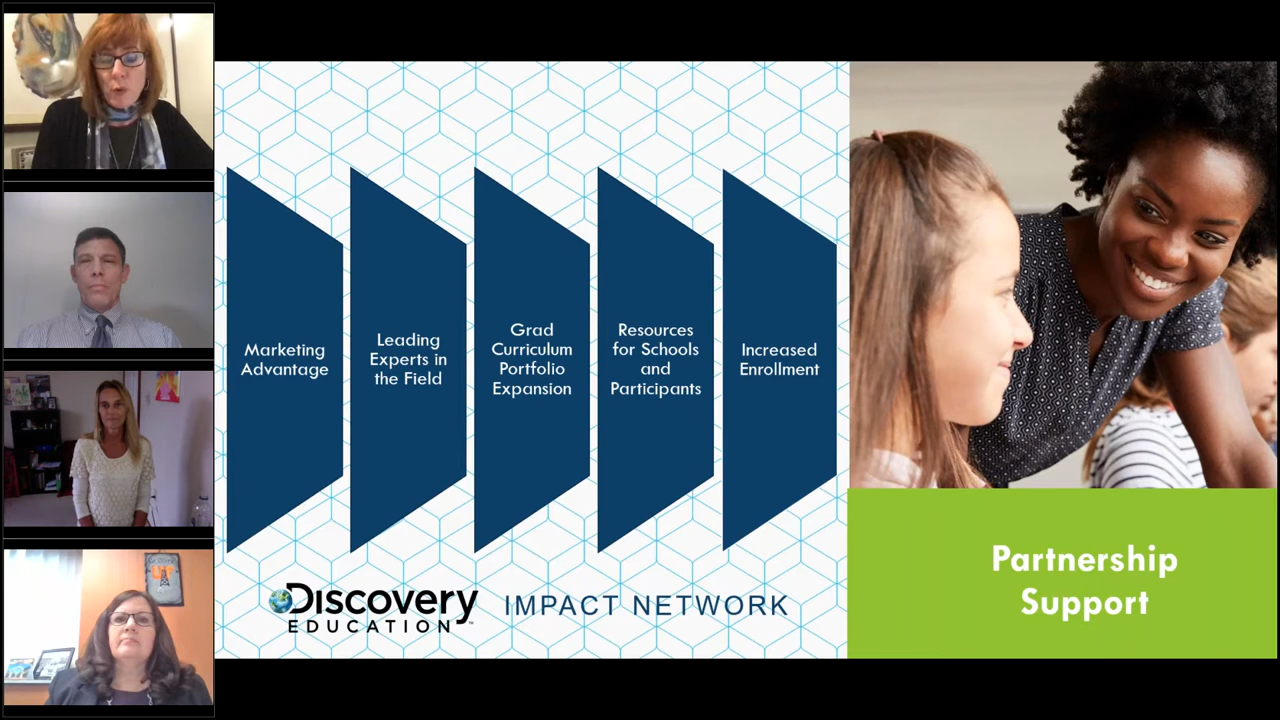 Marketing
Advantage
Leading
Experts in
the Field
Grad
Curriculum
Portfolio
Expansion
Resources
for Schools
and
Participants
Increased
Enrollment
Discovery
EDUCATION
IMPACT NETWORK
Partnership
Support
UT